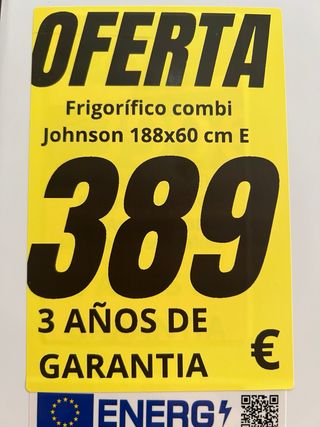 OFERTA
Frigorífico combi
Johnson 188x60 cm E
389
3 AÑOS DE
GARANTIA €
ENERG